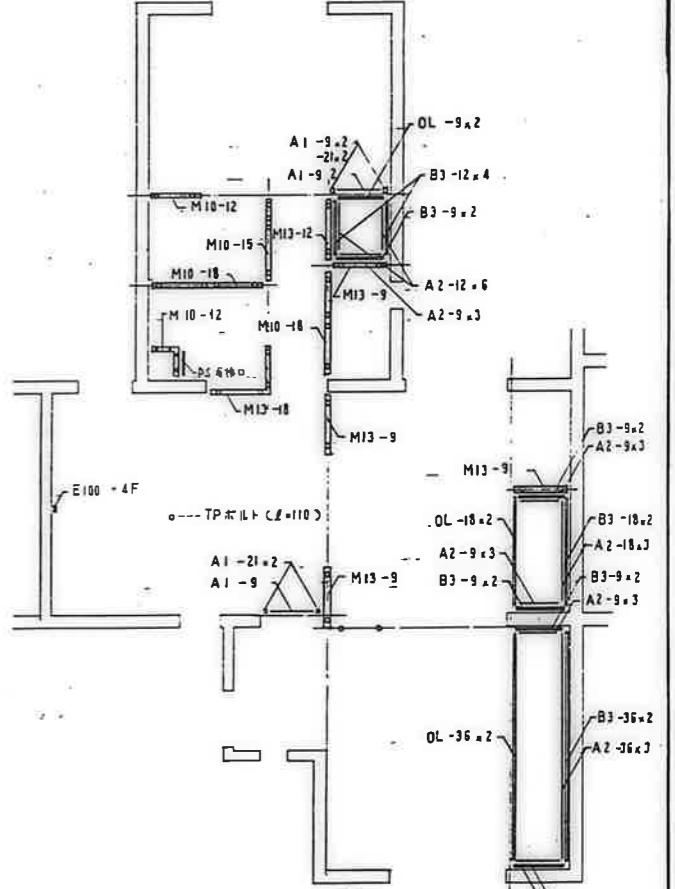 OL -9x2
A1 -9x2
-21x2
A1-9 2
B3-12x4
B3-9x2
M10-12
M10-15
M13-12
A2-12x6
M10-18
M13-9
A2-9x3
M10-12
M10-18
PS
M13-18
M13-9
B3-9x2
A2-9x3
M13-9
E100 -4F
o---TPボルト(ℓ=110)
OL -18x2
B3-18x2
A2-9x3
A2-18x3
A1 -21x2
B3-9x2
B3-9x2
A1 -9
M13-9
A2-9x3
B3-36x2
OL -36x2
A2-36x3